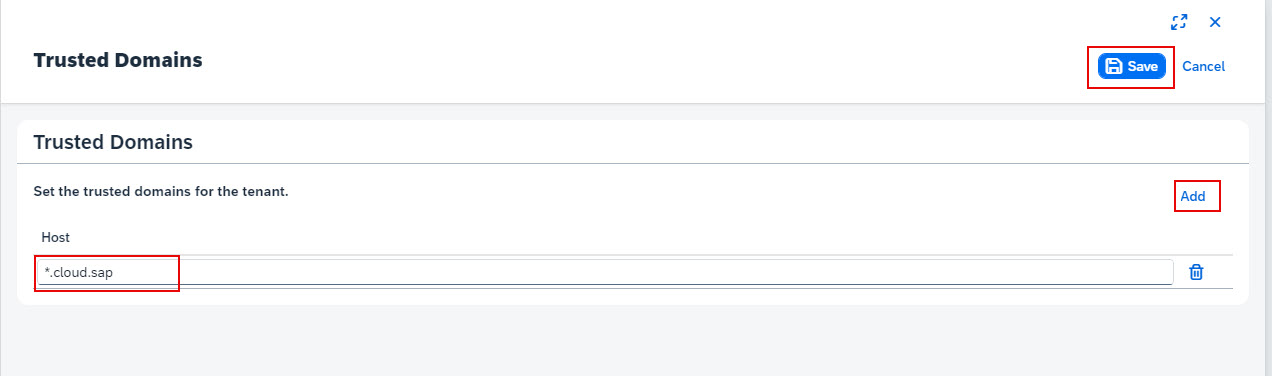 Trusted Domains
Save
Cancel
Trusted Domains
Set the trusted domains for the tenant.
Add
Host
*.cloud.sap